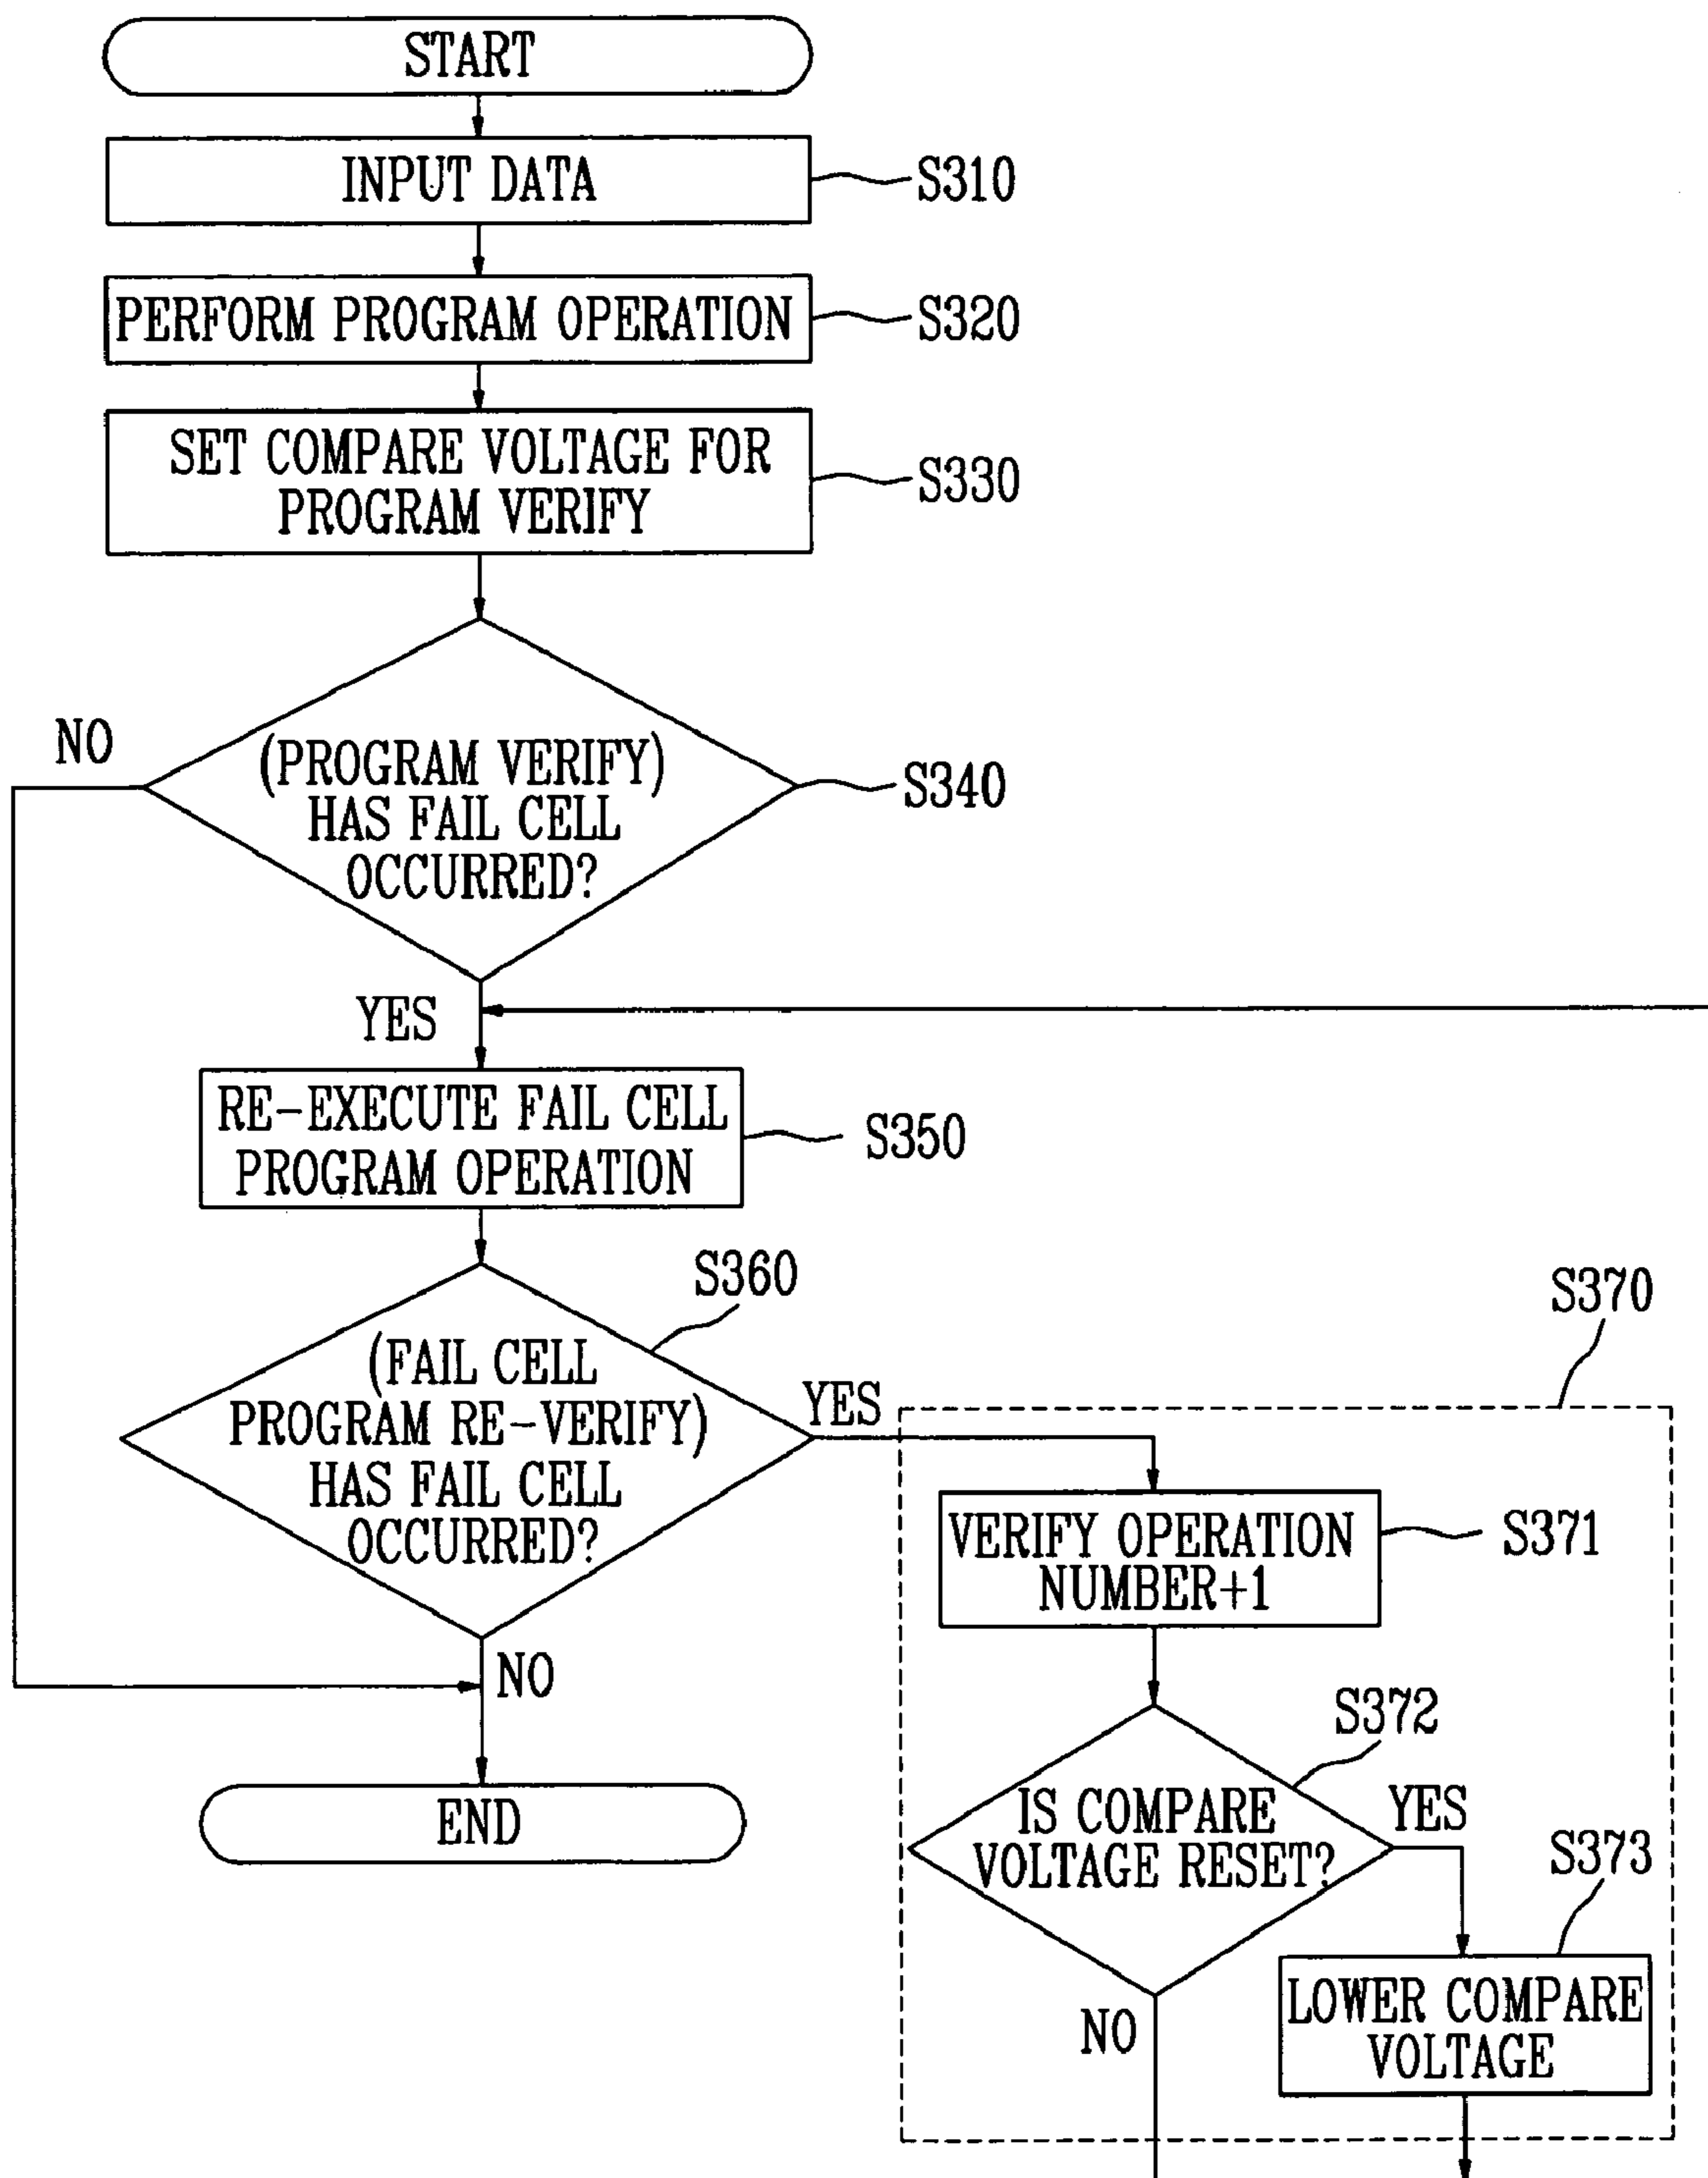 START
INPUT DATA
S310
PERFORM PROGRAM OPERATION
S320
SET COMPARE VOLTAGE FOR
PROGRAM VERIFY
S330
NO
(PROGRAM VERIFY)
HAS FAIL CELL
OCCURRED?
S340
YES
RE-EXECUTE FAIL CELL
PROGRAM OPERATION
S350
S360
(FAIL CELL
PROGRAM RE-VERIFY)
HAS FAIL CELL
OCCURRED?
YES
NO
END
S370
VERIFY OPERATION
NUMBER+1
S371
S372
IS COMPARE
VOLTAGE RESET?
YES
NO
S373
LOWER COMPARE
VOLTAGE